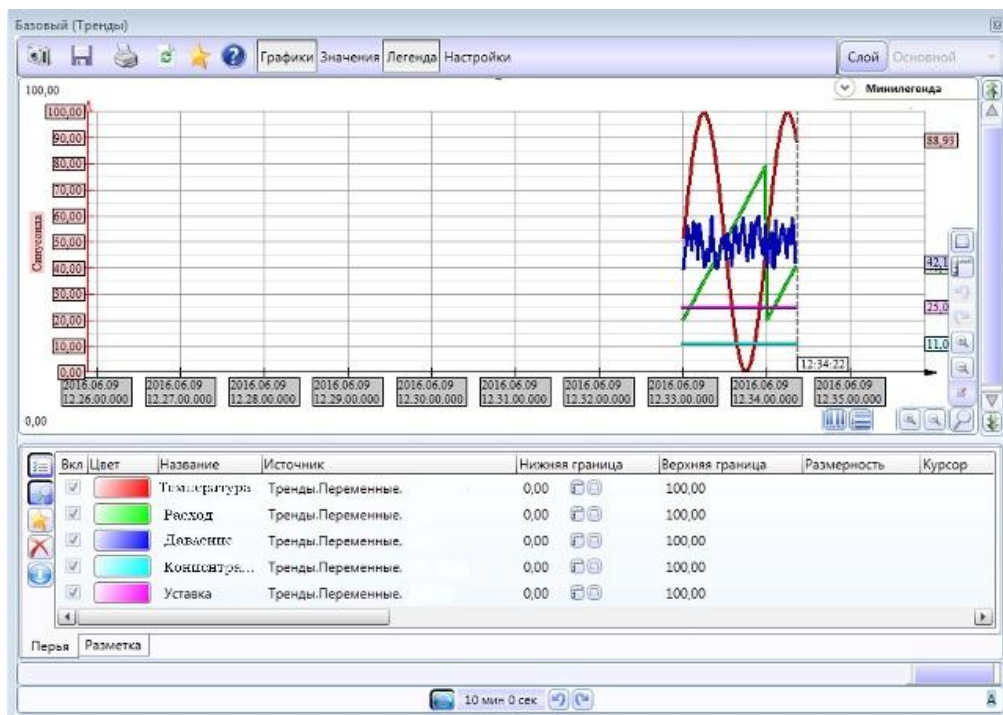 Базовый (Тренды)
Графики Значения Легенда Настройки Слой Основной
100,00 Минилегенда
100,00
90,00 88,93
80,00
70,00
60,00
Синусоида
50,00
40,00 42,1
30,00
25,0
20,00
10,00 11,0
12:34:22
0,00
2016.06.09 2016.06.09 2016.06.09 2016.06.09 2016.06.09 2016.06.09 2016.06.09 2016.06.09 2016.06.09 2016.06.09
12.26.00.000 12.27.00.000 12.28.00.000 12.29.00.000 12.30.00.000 12.31.00.000 12.32.00.000 12.33.00.000 12.34.00.000 12.35.00.000
0,00
Вкл Цвет Название Источник Нижняя граница Верхняя граница Размерность Курсор
Температура Тренды.Переменные. 0,00 100,00
Расход Тренды.Переменные. 0,00 100,00
Давление Тренды.Переменные. 0,00 100,00
Концентра... Тренды.Переменные. 0,00 100,00
Уставка Тренды.Переменные. 0,00 100,00
Перья Разметка
10 мин 0 сек A